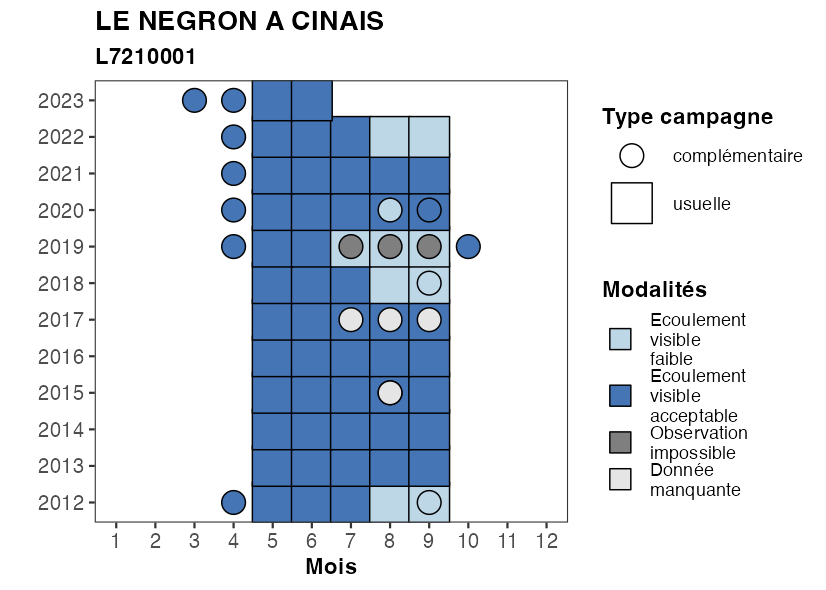 LE NEGRON A CINAIS
L7210001
2023
2022
2021
2020
2019
2018
2017
2016
2015
2014
2013
2012
1 2 3 4 5 6 7 8 9 10 11 12
Mois
Type campagne
complémentaire
usuelle
Modalités
Ecoulement
visible
faible
Ecoulement
visible
acceptable
Observation
impossible
Donnée
manquante